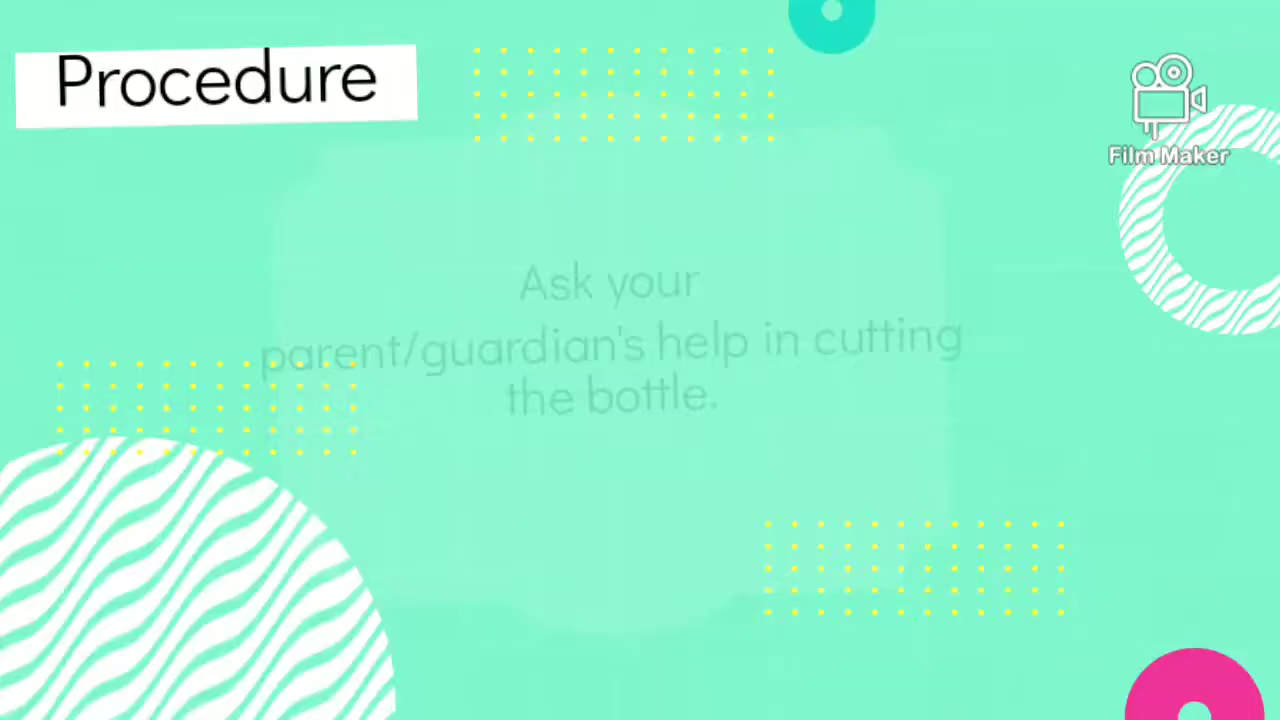 Procedure
Film Maker
Ask your
parent/guardian's help in cutting
the bottle.